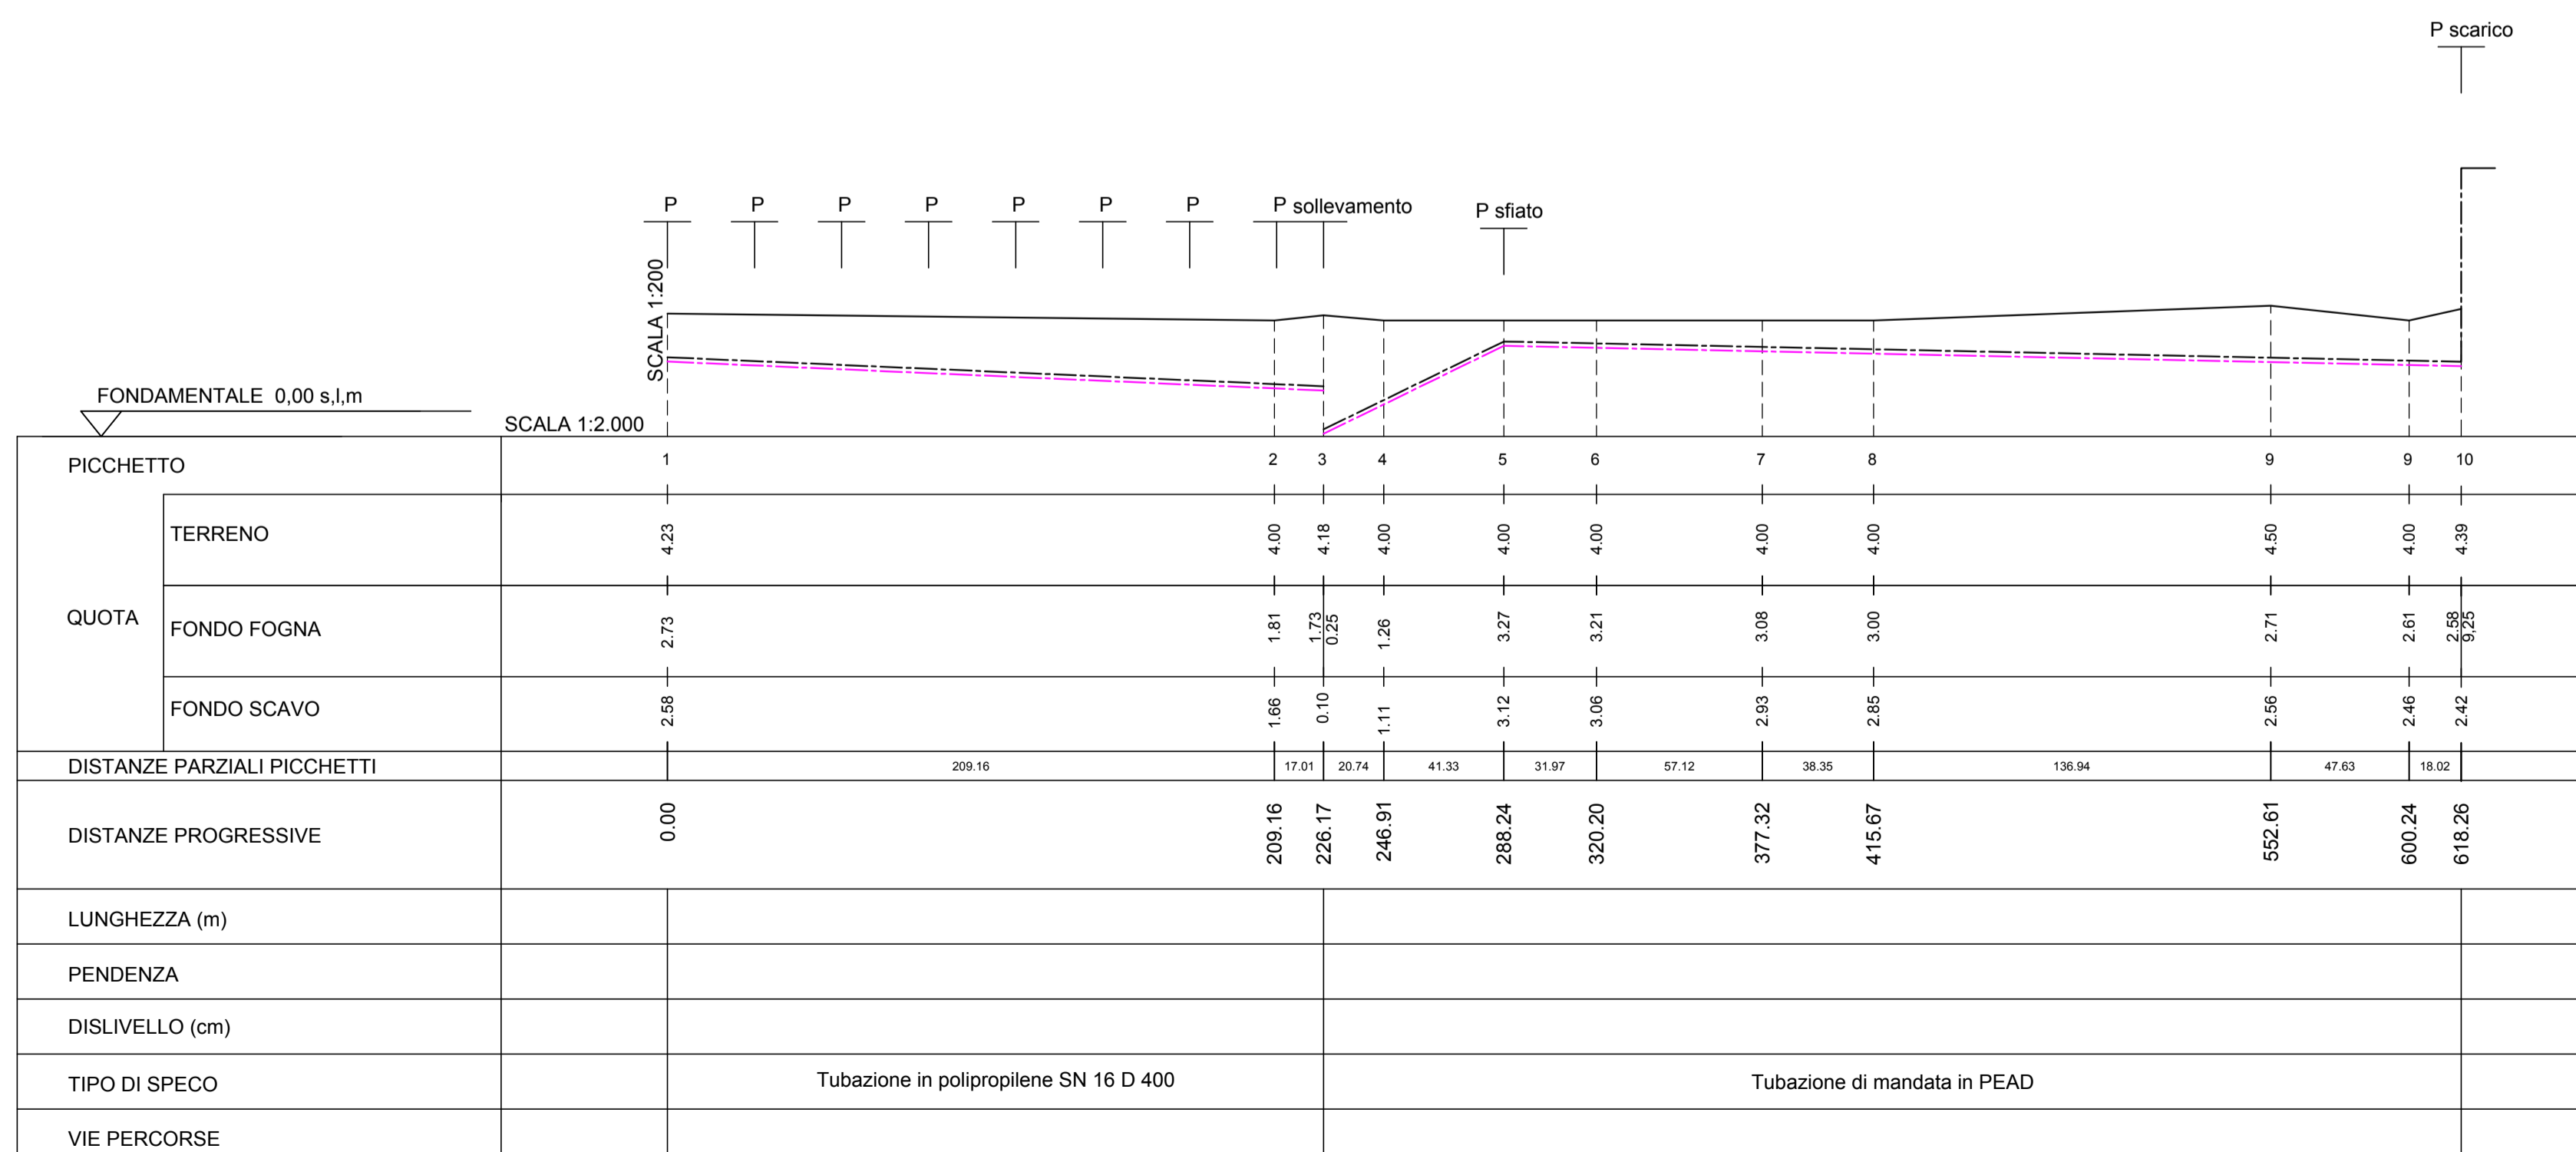 P scarico
P P P P P P P P sollevamento P sfiato
SCALA 1:200
FONDAMENTALE 0,00 s,l,m
SCALA 1:2.000
PICCHETTO 1 2 3 4 5 6 7 8 9 9 10
QUOTA
TERRENO 4.23 4.00 4.18 4.00 4.00 4.00 4.00 4.00 4.50 4.00 4.39
FONDO FOGNA 2.73 1.81 1.73 0.25 1.26 3.27 3.21 3.08 3.00 2.71 2.61 2.58 9,25
FONDO SCAVO 2.58 1.66 0.10 1.11 3.12 3.06 2.93 2.85 2.56 2.46 2.42
DISTANZE PARZIALI PICCHETTI 209.16 17.01 20.74 41.33 31.97 57.12 38.35 136.94 47.63 18.02
DISTANZE PROGRESSIVE 0.00 209.16 226.17 246.91 288.24 320.20 377.32 415.67 552.61 600.24 618.26
LUNGHEZZA (m)
PENDENZA
DISLIVELLO (cm)
TIPO DI SPECO Tubazione in polipropilene SN 16 D 400 Tubazione di mandata in PEAD
VIE PERCORSE